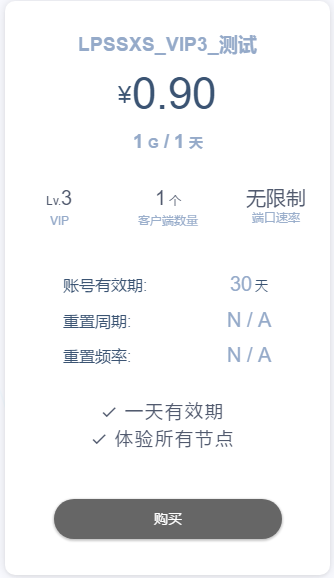 LPSSXS_VIP3_测试
¥0.90
1 G / 1 天
Lv.3 1 个 无限制
VIP 客户端数量 端口速率
账号有效期: 30 天
重置周期: N / A
重置频率: N / A
✓ 一天有效期
✓ 体验所有节点
购买